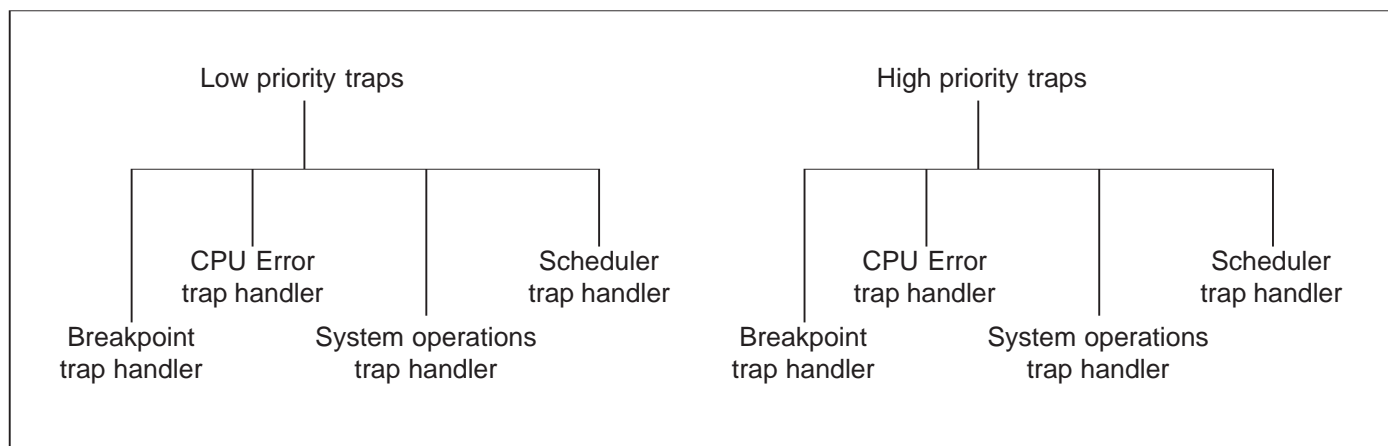 Low priority traps
High priority traps
CPU Error
trap handler
Scheduler
trap handler
Breakpoint
trap handler
System operations
trap handler
CPU Error
trap handler
Scheduler
trap handler
Breakpoint
trap handler
System operations
trap handler